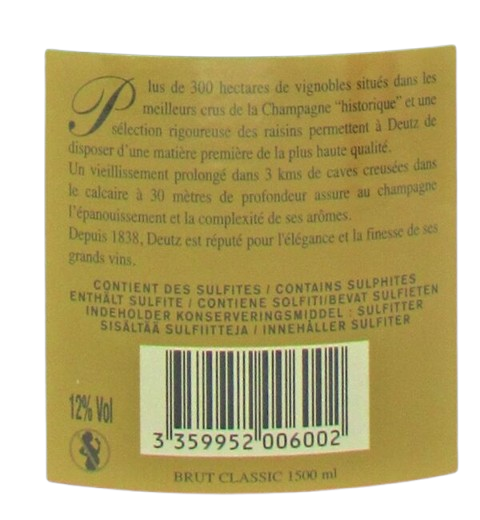 Plus de 300 hectares de vignobles situés dans les
meilleurs crus de la Champagne "historique" et une
sélection rigoureuse des raisins permettent à Deutz de
disposer d'une matière première de la plus haute qualité.
Un vieillissement prolongé dans 3 kms de caves creusées dans
le calcaire à 30 mètres de profondeur assure au champagne
l'épanouissement et la complexité de ses arômes.
Depuis 1838, Deutz est réputé pour l'élégance et la finesse de ses
grands vins.
CONTIENT DES SULFITES / CONTAINS SULPHITES
ENTHÄLT SULFITE / CONTIENE SOLFITI/BEVAT SULFIETEN
INDEHOLDER KONSERVERINGSMIDDEL : SULFITTER
SISÄLTÄÄ SULFIITTEJA / INNEHÅLLER SULFITER
12% Vol
3 359952 006002
BRUT CLASSIC 1500 ml